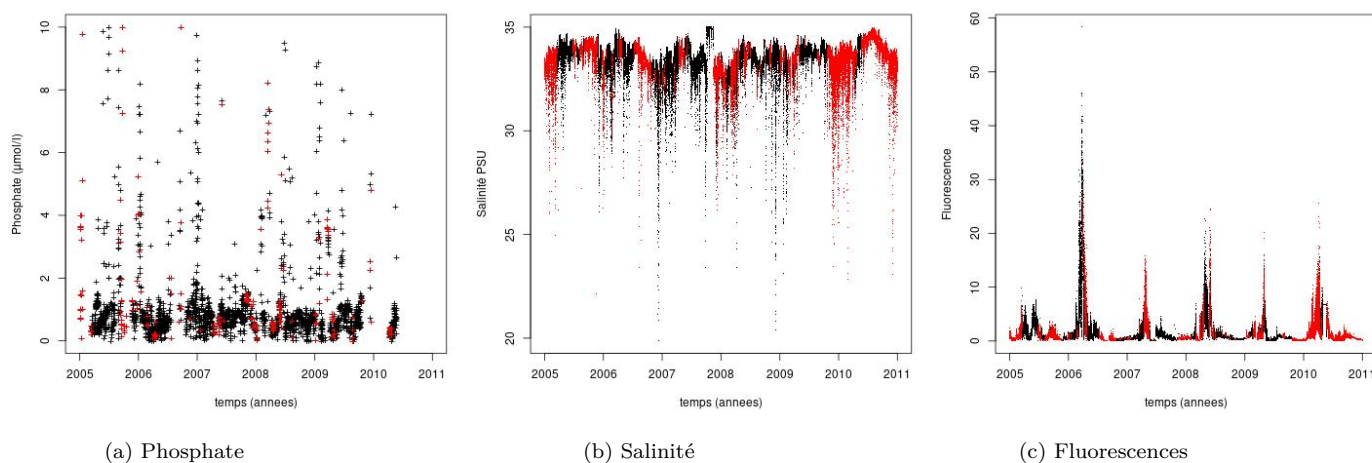 Phosphate (µmol/l)
10
8
6
4
2
0
2005 2006 2007 2008 2009 2010 2011
temps (annees)
(a) Phosphate
Salinité PSU
35
30
25
20
2005 2006 2007 2008 2009 2010 2011
temps (annees)
(b) Salinité
Fluorescence
60
50
40
30
20
10
0
2005 2006 2007 2008 2009 2010 2011
temps (annees)
(c) Fluorescences